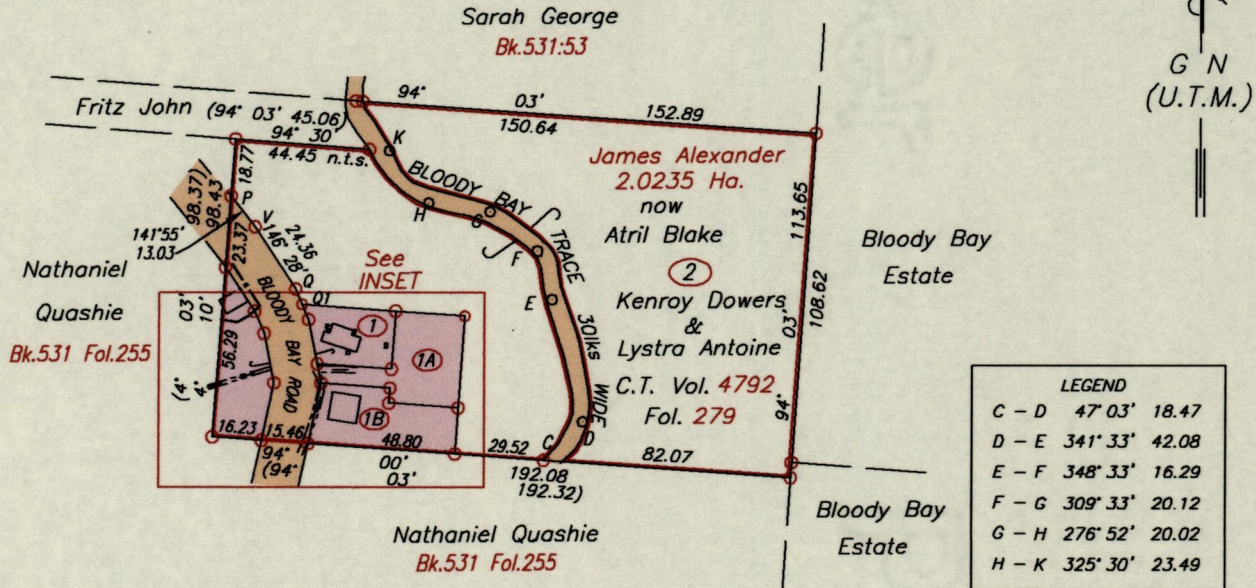 Sarah George
Bk.531:53
G N
(U.T.M.)
Fritz John (94° 03' 45.06)
94° 30'
44.45 n.t.s.
94° 03' 152.89
150.64
K
H
G
F
E
C
D
BLOODY BAY TRACE
30lks WIDE
James Alexander
2.0235 Ha.
now
Atril Blake
2
Kenroy Dowers
&
Lystra Antoine
C.T. Vol. 4792
Fol. 279
113.65
108.62
03'
94°
Bloody Bay
Estate
18.77
98.37)
98.43
P
V
141°55'
13.03
23.37
24.36
146° 28'
Q
Q1
Nathaniel
Quashie
Bk.531 Fol.255
03'
10'
56.29
(4°
4°
See
INSET
BLOODY BAY ROAD
1
1A
1B
16.23
15.46
48.80
29.52
82.07
94° 00'
(94° 03'
192.08
192.32)
Nathaniel Quashie
Bk.531 Fol.255
Bloody Bay
Estate
LEGEND
C - D 47° 03' 18.47
D - E 341° 33' 42.08
E - F 348° 33' 16.29
F - G 309° 33' 20.12
G - H 276° 52' 20.02
H - K 325° 30' 23.49